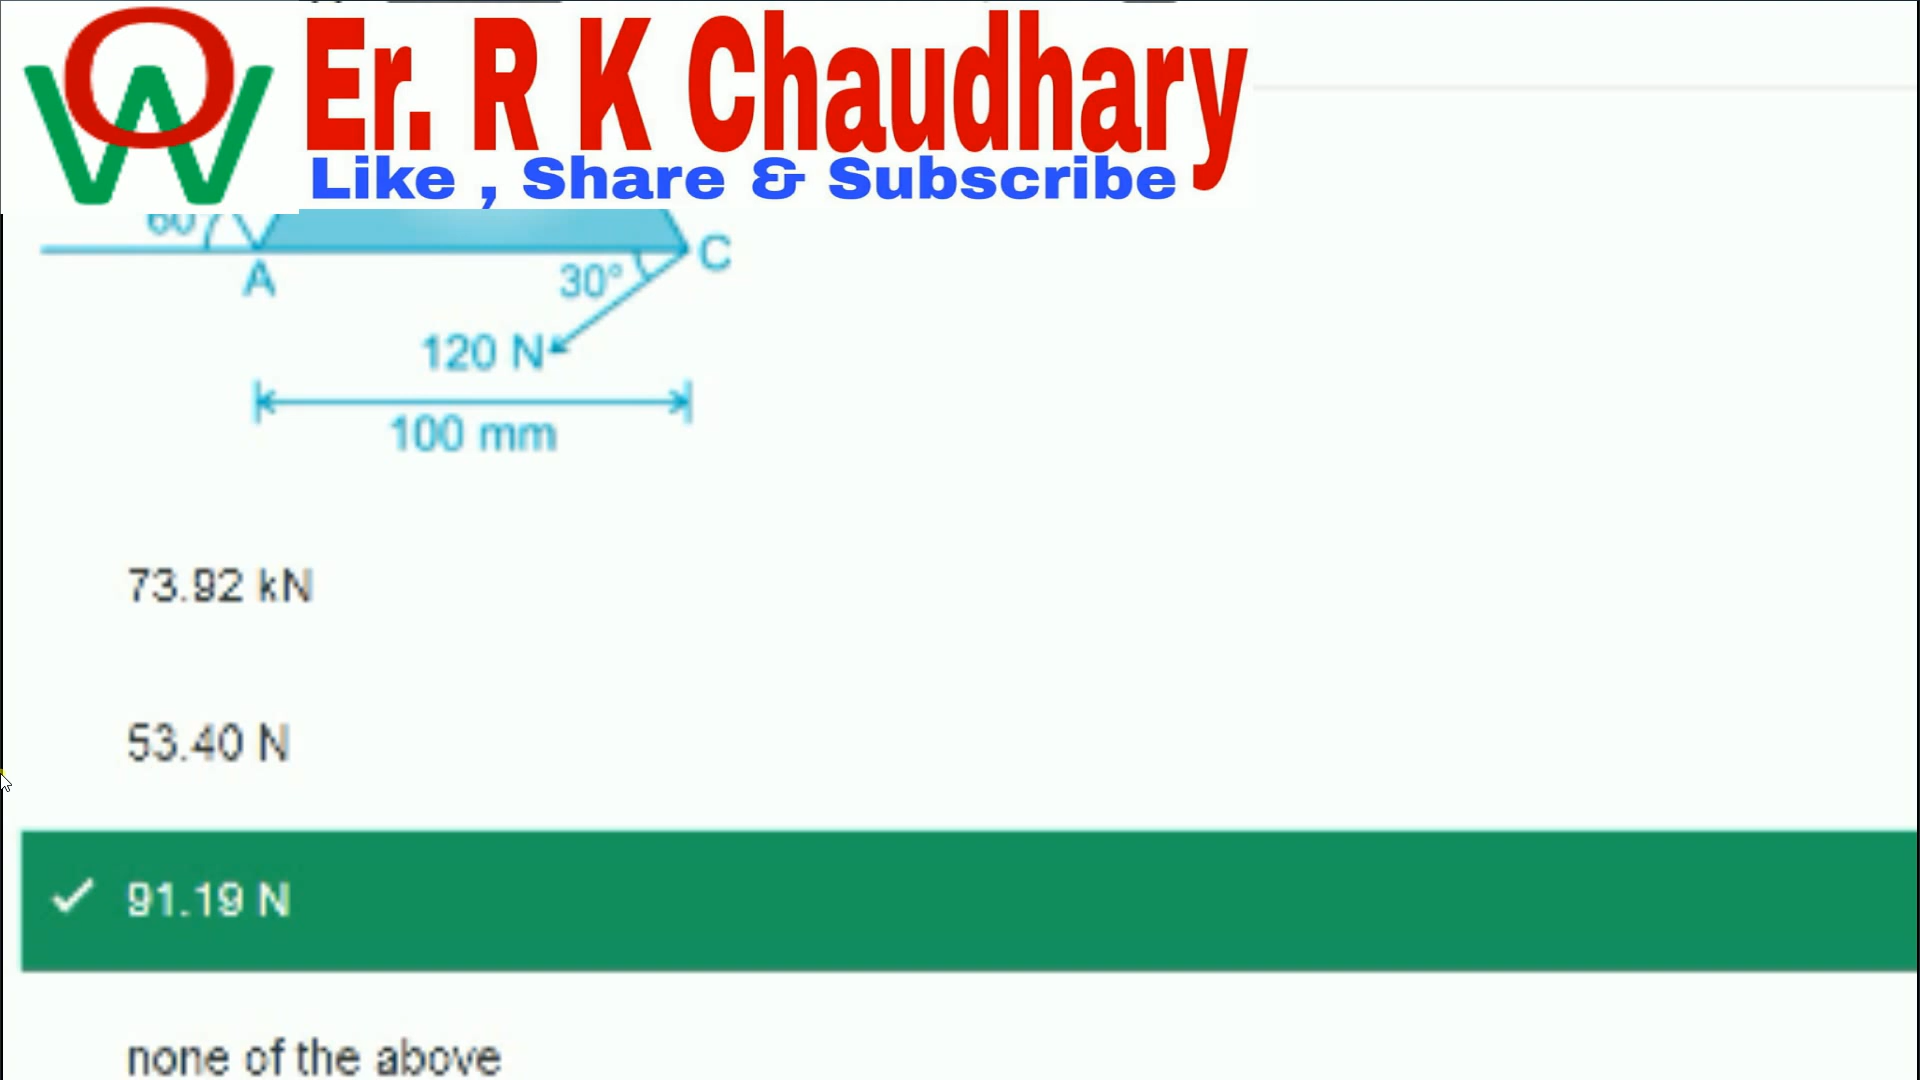 Er. R K Chaudhary
Like , Share & Subscribe
60°
A
C
30°
120 N
100 mm
73.92 kN
53.40 N
91.19 N
none of the above